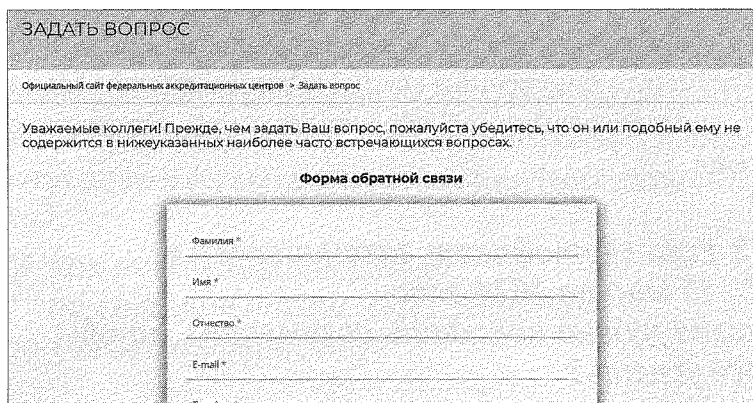 ЗАДАТЬ ВОПРОС
Официальный сайт федеральных аккредитационных центров > Задать вопрос
Уважаемые коллеги! Прежде, чем задать Ваш вопрос, пожалуйста убедитесь, что он или подобный ему не
содержится в нижеуказанных наиболее часто встречающихся вопросах.
Форма обратной связи
Фамилия *
Имя *
Отчество *
E-mail *